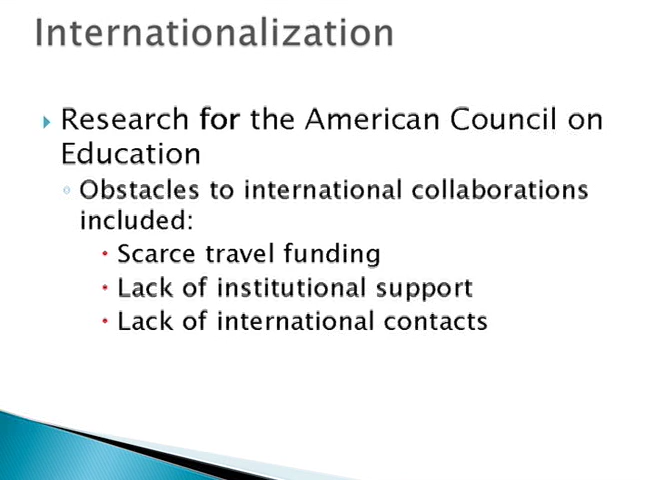 Internationalization
Research for the American Council on
Education
Obstacles to international collaborations
included:
Scarce travel funding
Lack of institutional support
Lack of international contacts